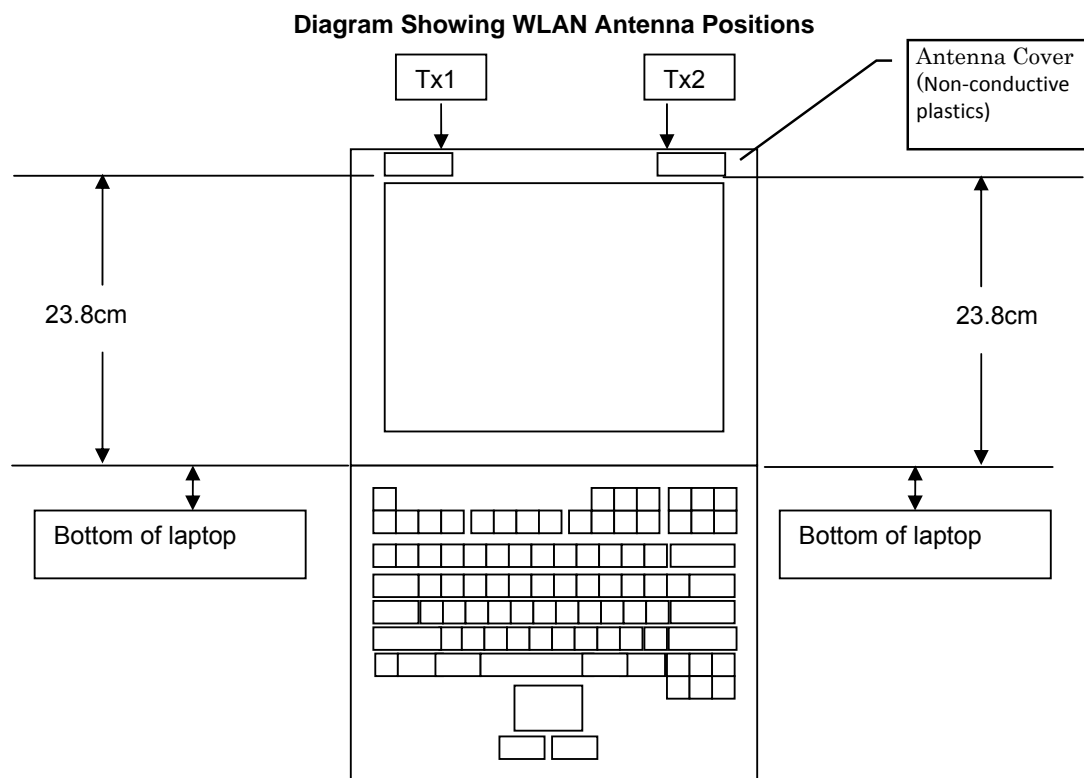 Diagram Showing WLAN Antenna Positions
Tx1
Tx2
Antenna Cover
(Non-conductive
plastics)
23.8cm
23.8cm
Bottom of laptop
Bottom of laptop